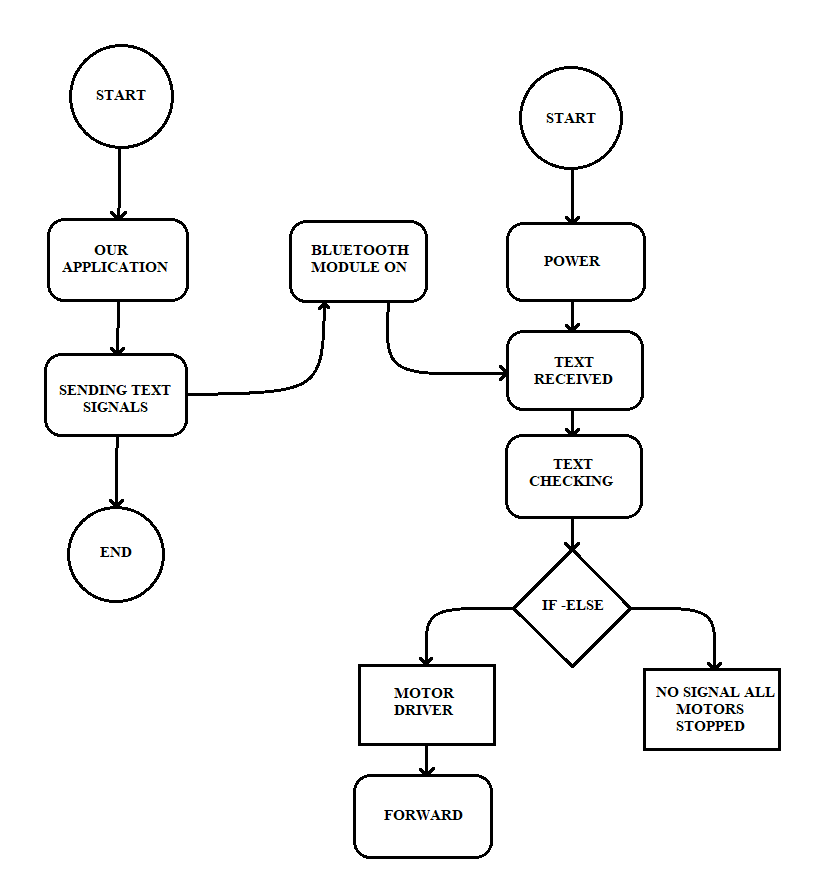 START
OUR
APPLICATION
SENDING TEXT
SIGNALS
END
BLUETOOTH
MODULE ON
START
POWER
TEXT
RECEIVED
TEXT
CHECKING
IF -ELSE
MOTOR
DRIVER
FORWARD
NO SIGNAL ALL
MOTORS
STOPPED